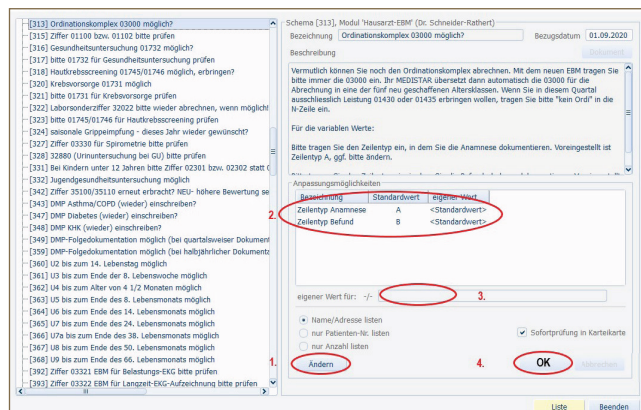 [313] Ordinationskomplex 03000 möglich?
[315] Ziffer 01100 bzw. 01102 bitte prüfen
[316] Gesundheitsuntersuchung 01732 möglich?
[317] bitte 01732 für Gesundheitsuntersuchung prüfen
[318] Hautkrebsscreening 01745/01746 möglich, erbringen?
[320] Krebsvorsorge 01731 möglich
[321] bitte 01731 für Krebsvorsorge prüfen
[322] Laborsonderziffer 32022 bitte wieder abrechnen, wenn möglich!
[323] bitte 01745/01746 für Hautkrebsscreening prüfen
[324] saisonale Grippeimpfung - dieses Jahr wieder gewünscht?
[327] Ziffer 03330 für Spirometrie bitte prüfen
[328] 32880 (Urinuntersuchung bei GU) bitte prüfen
[331] Bei Kindern unter 12 Jahren bitte Ziffer 02301 bzw. 02302 statt
[332] Jugendgesundheitsuntersuchung möglich
[342] Ziffer 35100/35110 erneut erbracht? NEU- höhere Bewertung se
[343] DMP Asthma/COPD (wieder) einschreiben?
[347] DMP Diabetes (wieder) einschreiben?
[348] DMP KHK (wieder) einschreiben?
[349] DMP-Folgedokumentation möglich (bei quartalsweiser Dokument
[359] DMP-Folgedokumentation möglich (bei halbjährlicher Dokumenta
[360] U2 bis zum 14. Lebenstag möglich
[361] U3 bis zum Ende der 8. Lebenswoche möglich
[362] U4 bis zum Alter von 4 1/2 Monaten möglich
[363] U5 bis zum Ende des 8. Lebensmonats möglich
[364] U6 bis zum Ende des 14. Lebensmonats möglich
[365] U7 bis zum Ende des 24. Lebensmonats möglich
[366] U7a bis zum Ende des 38. Lebensmonats möglich
[367] U8 bis zum Ende des 50. Lebensmonats möglich
[368] U9 bis zum Ende des 66. Lebensmonats möglich
[392] Ziffer 03321 EBM für Belastungs-EKG bitte prüfen
[393] Ziffer 03322 EBM für Langzeit-EKG-Aufzeichnung bitte prüfen
Schema [313], Modul 'Hausarzt-EBM' (Dr. Schneider-Rathert)
Bezeichnung Ordinationskomplex 03000 möglich? Bezugsdatum 01.09.2020
Beschreibung Dokument
Vermutlich können Sie noch den Ordinationskomplex abrechnen. Mit dem neuen EBM tragen Sie
bitte immer die 03000 ein. Ihr MEDISTAR übersetzt dann automatisch die 03000 für die
Abrechnung in eine der fünf neu geschaffenen Altersklassen. Wenn Sie in diesem Quartal
ausschliesslich Leistung 01430 oder 01435 erbringen wollen, tragen Sie bitte "kein Ordi" in die
N-Zeile ein.
Für die variablen Werte:
Bitte tragen Sie den Zeilentyp ein, in dem Sie die Anamnese dokumentieren. Voreingestellt ist
Zeilentyp A, ggf. bitte ändern.
Anpassungsmöglichkeiten
Bezeichnung Standardwert eigener Wert
2. Zeilentyp Anamnese A <Standardwert>
Zeilentyp Befund B <Standardwert>
eigener Wert für: -/- 3.
Name/Adresse listen
nur Patienten-Nr. listen Sofortprüfung in Karteikarte
nur Anzahl listen
1. Ändern 4. OK Abbrechen
Liste Beenden